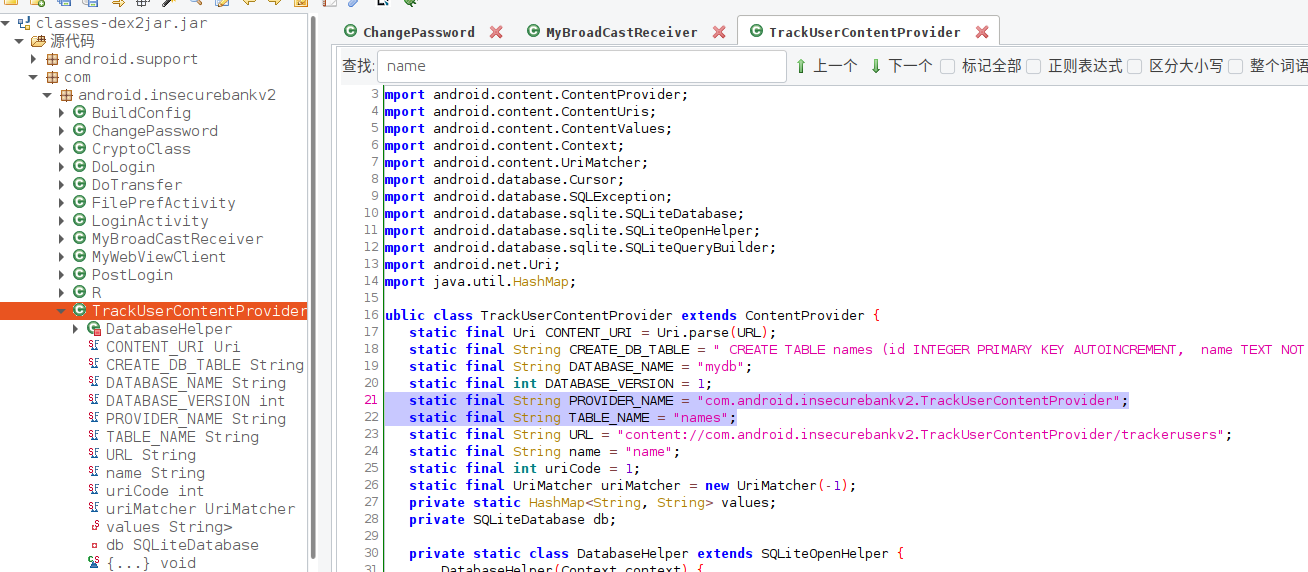 classes-dex2jar.jar
源代码
android.support
com
android.insecurebankv2
BuildConfig
ChangePassword
CryptoClass
DoLogin
DoTransfer
FilePrefActivity
LoginActivity
MyBroadCastReceiver
MyWebViewClient
PostLogin
R
TrackUserContentProvider
DatabaseHelper
CONTENT_URI Uri
CREATE_DB_TABLE String
DATABASE_NAME String
DATABASE_VERSION int
PROVIDER_NAME String
TABLE_NAME String
URL String
name String
uriCode int
uriMatcher UriMatcher
values String>
db SQLiteDatabase
{...} void
ChangePassword MyBroadCastReceiver TrackUserContentProvider
查找: name 上一个 下一个 标记全部 正则表达式 区分大小写 整个词语
3 mport android.content.ContentProvider;
4 mport android.content.ContentUris;
5 mport android.content.ContentValues;
6 mport android.content.Context;
7 mport android.content.UriMatcher;
8 mport android.database.Cursor;
9 mport android.database.SQLException;
10 mport android.database.sqlite.SQLiteDatabase;
11 mport android.database.sqlite.SQLiteOpenHelper;
12 mport android.database.sqlite.SQLiteQueryBuilder;
13 mport android.net.Uri;
14 mport java.util.HashMap;
15
16 ublic class TrackUserContentProvider extends ContentProvider {
17 static final Uri CONTENT_URI = Uri.parse(URL);
18 static final String CREATE_DB_TABLE = " CREATE TABLE names (id INTEGER PRIMARY KEY AUTOINCREMENT,  name TEXT NOT
19 static final String DATABASE_NAME = "mydb";
20 static final int DATABASE_VERSION = 1;
21 static final String PROVIDER_NAME = "com.android.insecurebankv2.TrackUserContentProvider";
22 static final String TABLE_NAME = "names";
23 static final String URL = "content://com.android.insecurebankv2.TrackUserContentProvider/trackerusers";
24 static final String name = "name";
25 static final int uriCode = 1;
26 static final UriMatcher uriMatcher = new UriMatcher(-1);
27 private static HashMap<String, String> values;
28 private SQLiteDatabase db;
29
30 private static class DatabaseHelper extends SQLiteOpenHelper {
31 DatabaseHelper(Context context) {